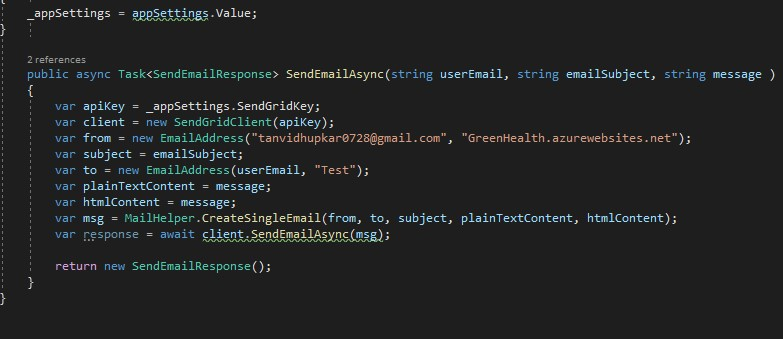 {
_appSettings = appSettings.Value;
}
2 references
public async Task<SendEmailResponse> SendEmailAsync(string userEmail, string emailSubject, string message )
{
var apiKey = _appSettings.SendGridKey;
var client = new SendGridClient(apiKey);
var from = new EmailAddress("tanvidhupkar0728@gmail.com", "GreenHealth.azurewebsites.net");
var subject = emailSubject;
var to = new EmailAddress(userEmail, "Test");
var plainTextContent = message;
var htmlContent = message;
var msg = MailHelper.CreateSingleEmail(from, to, subject, plainTextContent, htmlContent);
var response = await client.SendEmailAsync(msg);
return new SendEmailResponse();
}
}